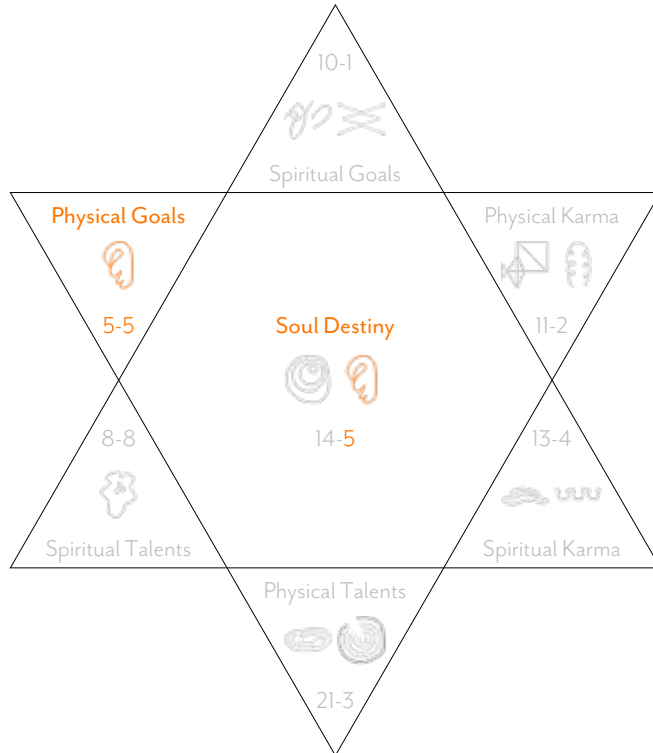 10-1
Spiritual Goals
Physical Goals
5-5
Physical Karma
11-2
Soul Destiny
14-5
8-8
Spiritual Talents
13-4
Spiritual Karma
Physical Talents
21-3